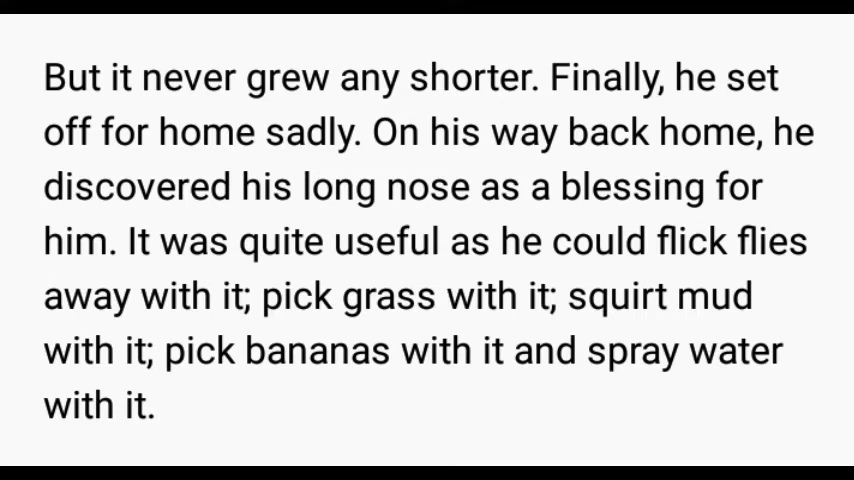 But it never grew any shorter. Finally, he set
off for home sadly. On his way back home, he
discovered his long nose as a blessing for
him. It was quite useful as he could flick flies
away with it; pick grass with it; squirt mud
with it; pick bananas with it and spray water
with it.